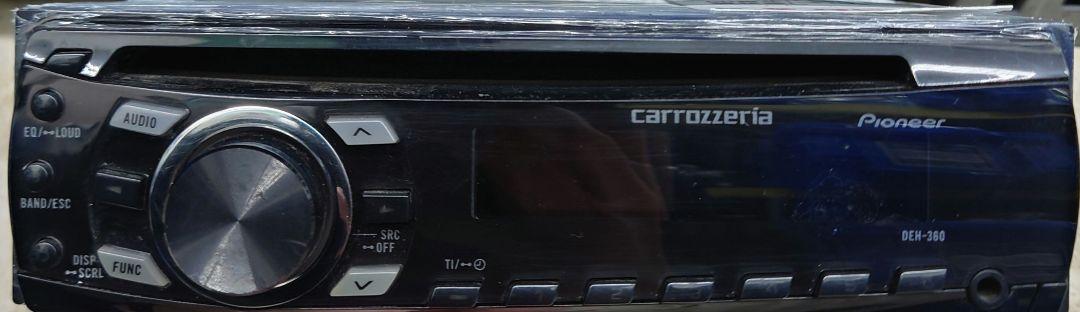 EQ/⊷LOUD
AUDIO
carrozzeria
Pioneer
BAND/ESC
DISP
⊷SCRL
FUNC
SRC
⊷OFF
TI/⊷
DEH-360